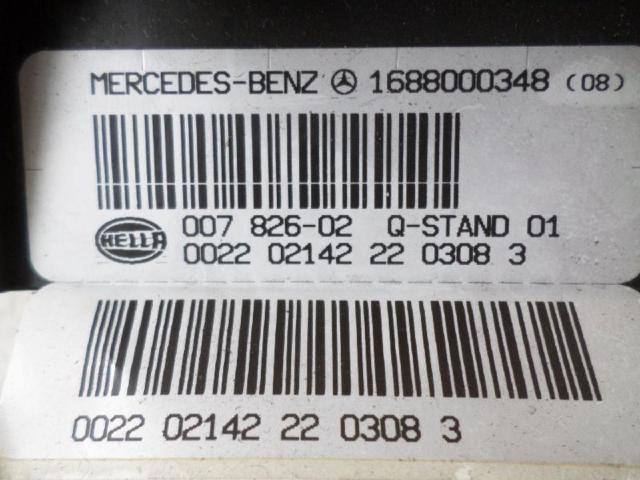 MERCEDES-BENZ 1688000348 (08)
HELLA 007 826-02 Q-STAND 01
0022 02142 22 0308 3
0022 02142 22 0308 3